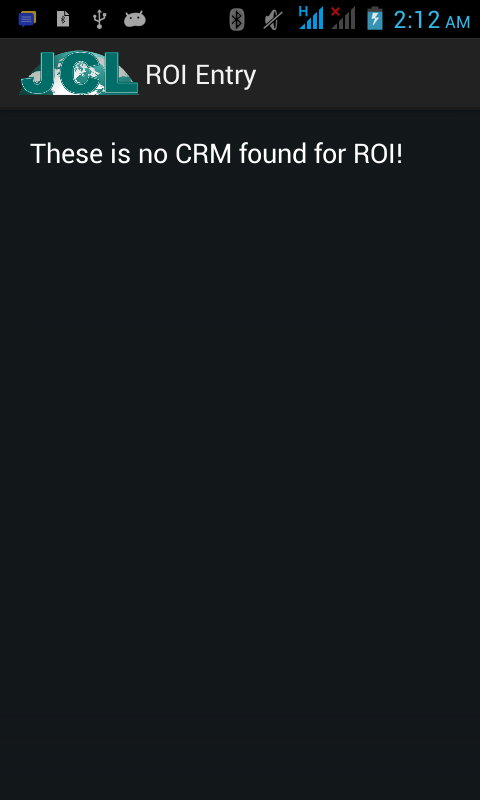 H 2:12 AM
JCL ROI Entry
These is no CRM found for ROI!